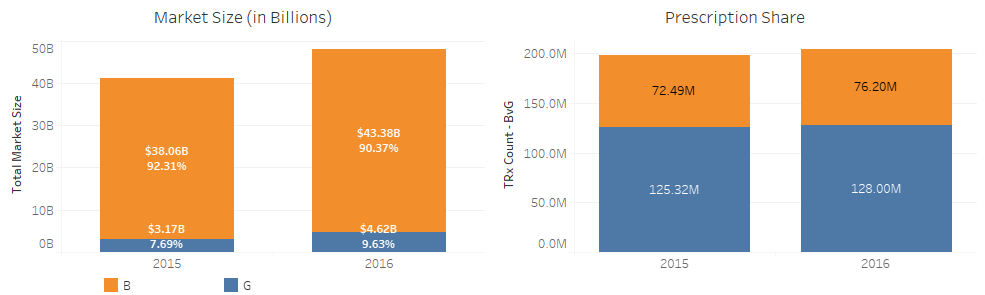 Market Size (in Billions)
Total Market Size
50B
40B
30B
20B
10B
0B
$38.06B
92.31%
$3.17B
7.69%
$43.38B
90.37%
$4.62B
9.63%
2015
2016
B
G
Prescription Share
TRx Count - BvG
200.0M
150.0M
100.0M
50.0M
0.0M
72.49M
125.32M
76.20M
128.00M
2015
2016